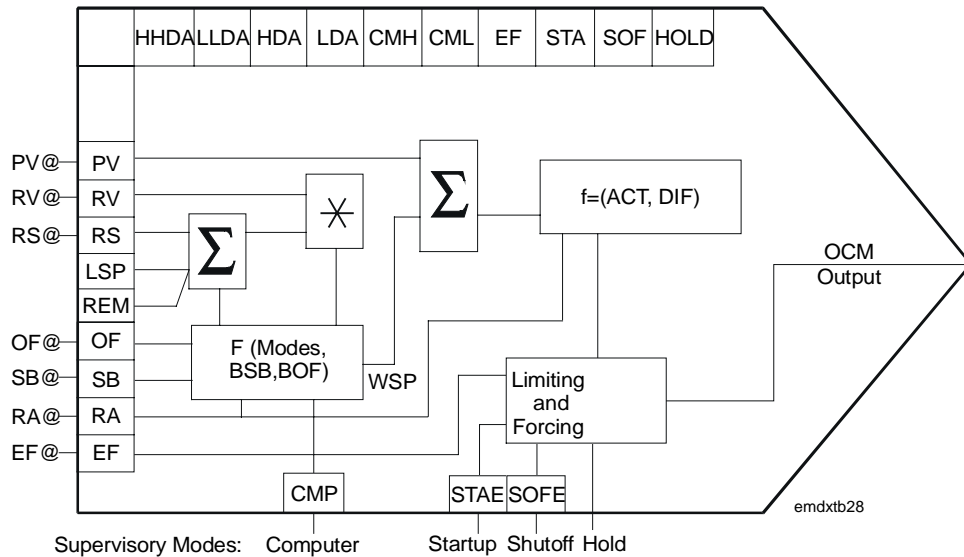 HHDA LLDA HDA LDA CMH CML EF STA SOF HOLD
PV@ PV
RV@ RV
RS@ RS
LSP
REM
OF@ OF
SB@ SB
RA@ RA
EF@ EF
Σ
Σ
f=(ACT, DIF)
OCM
Output
F (Modes,
BSB,BOF)
WSP
Limiting
and
Forcing
CMP
STAE SOFE
emdxtb28
Supervisory Modes: Computer Startup Shutoff Hold